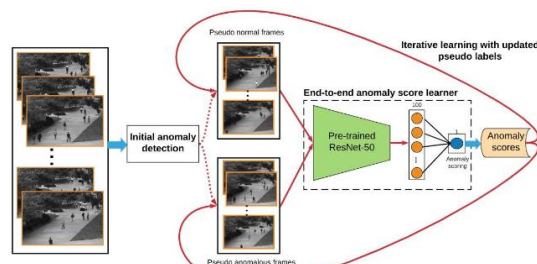 Pseudo normal frames
Iterative learning with updated
pseudo labels
End-to-end anomaly score learner
Initial anomaly
detection
Pre-trained
ResNet-50
100
1
Anomaly
scoring
Anomaly
scores
Pseudo anomalous frames